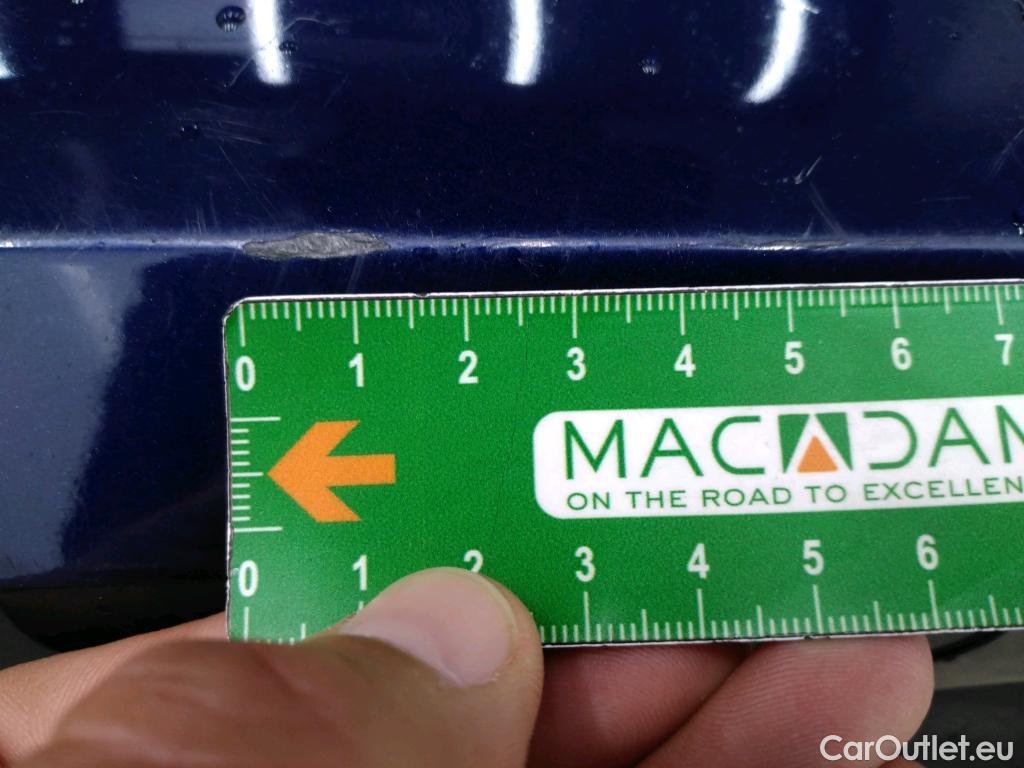 0 1 2 3 4 5 6 7
MACADAM
ON THE ROAD TO EXCELLEN
0 1 2 3 4 5 6
CarOutlet.eu